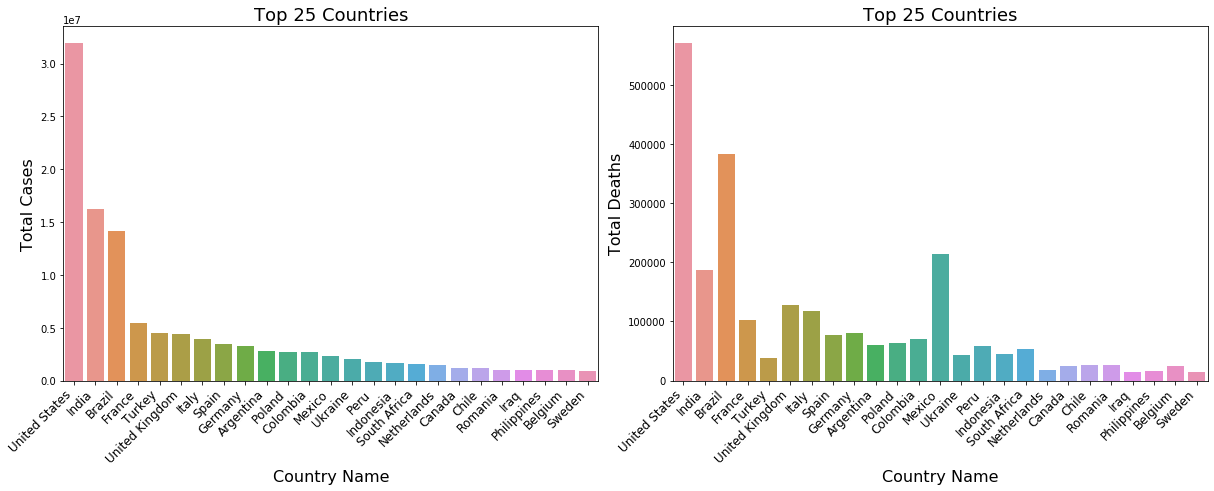 Top 25 Countries
1e7
3.0
2.5
2.0
1.5
1.0
0.5
0.0
Total Cases
United States
India
Brazil
France
Turkey
United Kingdom
Italy
Spain
Germany
Argentina
Poland
Colombia
Mexico
Ukraine
Peru
Indonesia
South Africa
Netherlands
Canada
Chile
Romania
Iraq
Philippines
Belgium
Sweden
Country Name
Top 25 Countries
500000
400000
300000
200000
100000
0
Total Deaths
United States
India
Brazil
France
Turkey
United Kingdom
Italy
Spain
Germany
Argentina
Poland
Colombia
Mexico
Ukraine
Peru
Indonesia
South Africa
Netherlands
Canada
Chile
Romania
Iraq
Philippines
Belgium
Sweden
Country Name